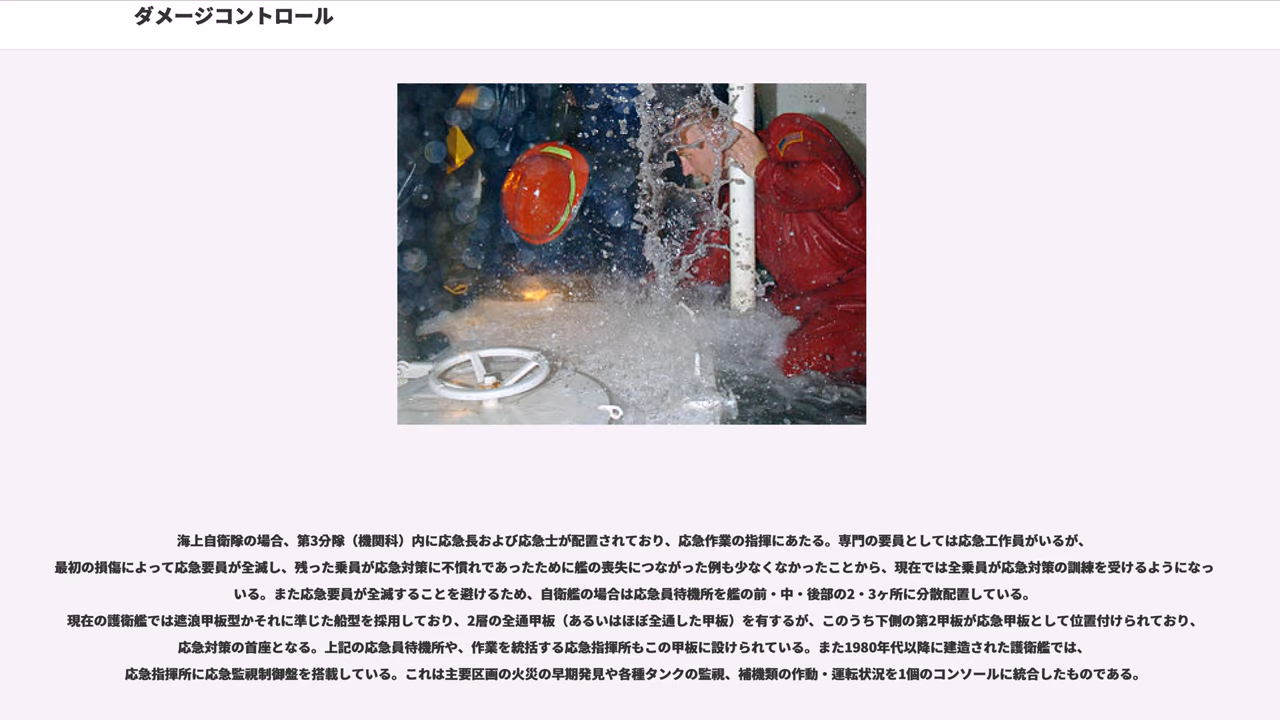 ダメージコントロール
海上自衛隊の場合、第3分隊（機関科）内に応急長および応急士が配置されており、応急作業の指揮にあたる。専門の要員としては応急工作員がいるが、
最初の損傷によって応急要員が全滅し、残った乗員が応急対策に不慣れであったために艦の喪失につながった例も少なくなかったことから、現在では全乗員が応急対策の訓練を受けるようになっ
いる。また応急要員が全滅することを避けるため、自衛艦の場合は応急員待機所を艦の前・中・後部の2・3ヶ所に分散配置している。
現在の護衛艦では遮浪甲板型かそれに準じた船型を採用しており、2層の全通甲板（あるいはほぼ全通した甲板）を有するが、このうち下側の第2甲板が応急甲板として位置付けられており、
応急対策の首座となる。上記の応急員待機所や、作業を統括する応急指揮所もこの甲板に設けられている。また1980年代以降に建造された護衛艦では、
応急指揮所に応急監視制御盤を搭載している。これは主要区画の火災の早期発見や各種タンクの監視、補機類の作動・運転状況を1個のコンソールに統合したものである。